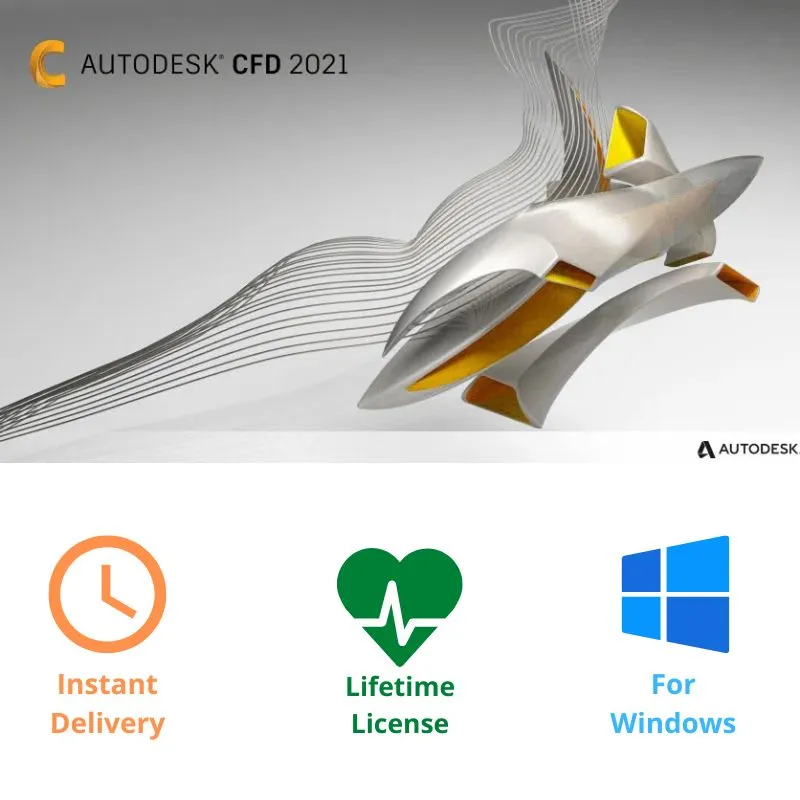 AUTODESK® CFD 2021
AUTODESK.
Instant
Delivery
Lifetime
License
For
Windows